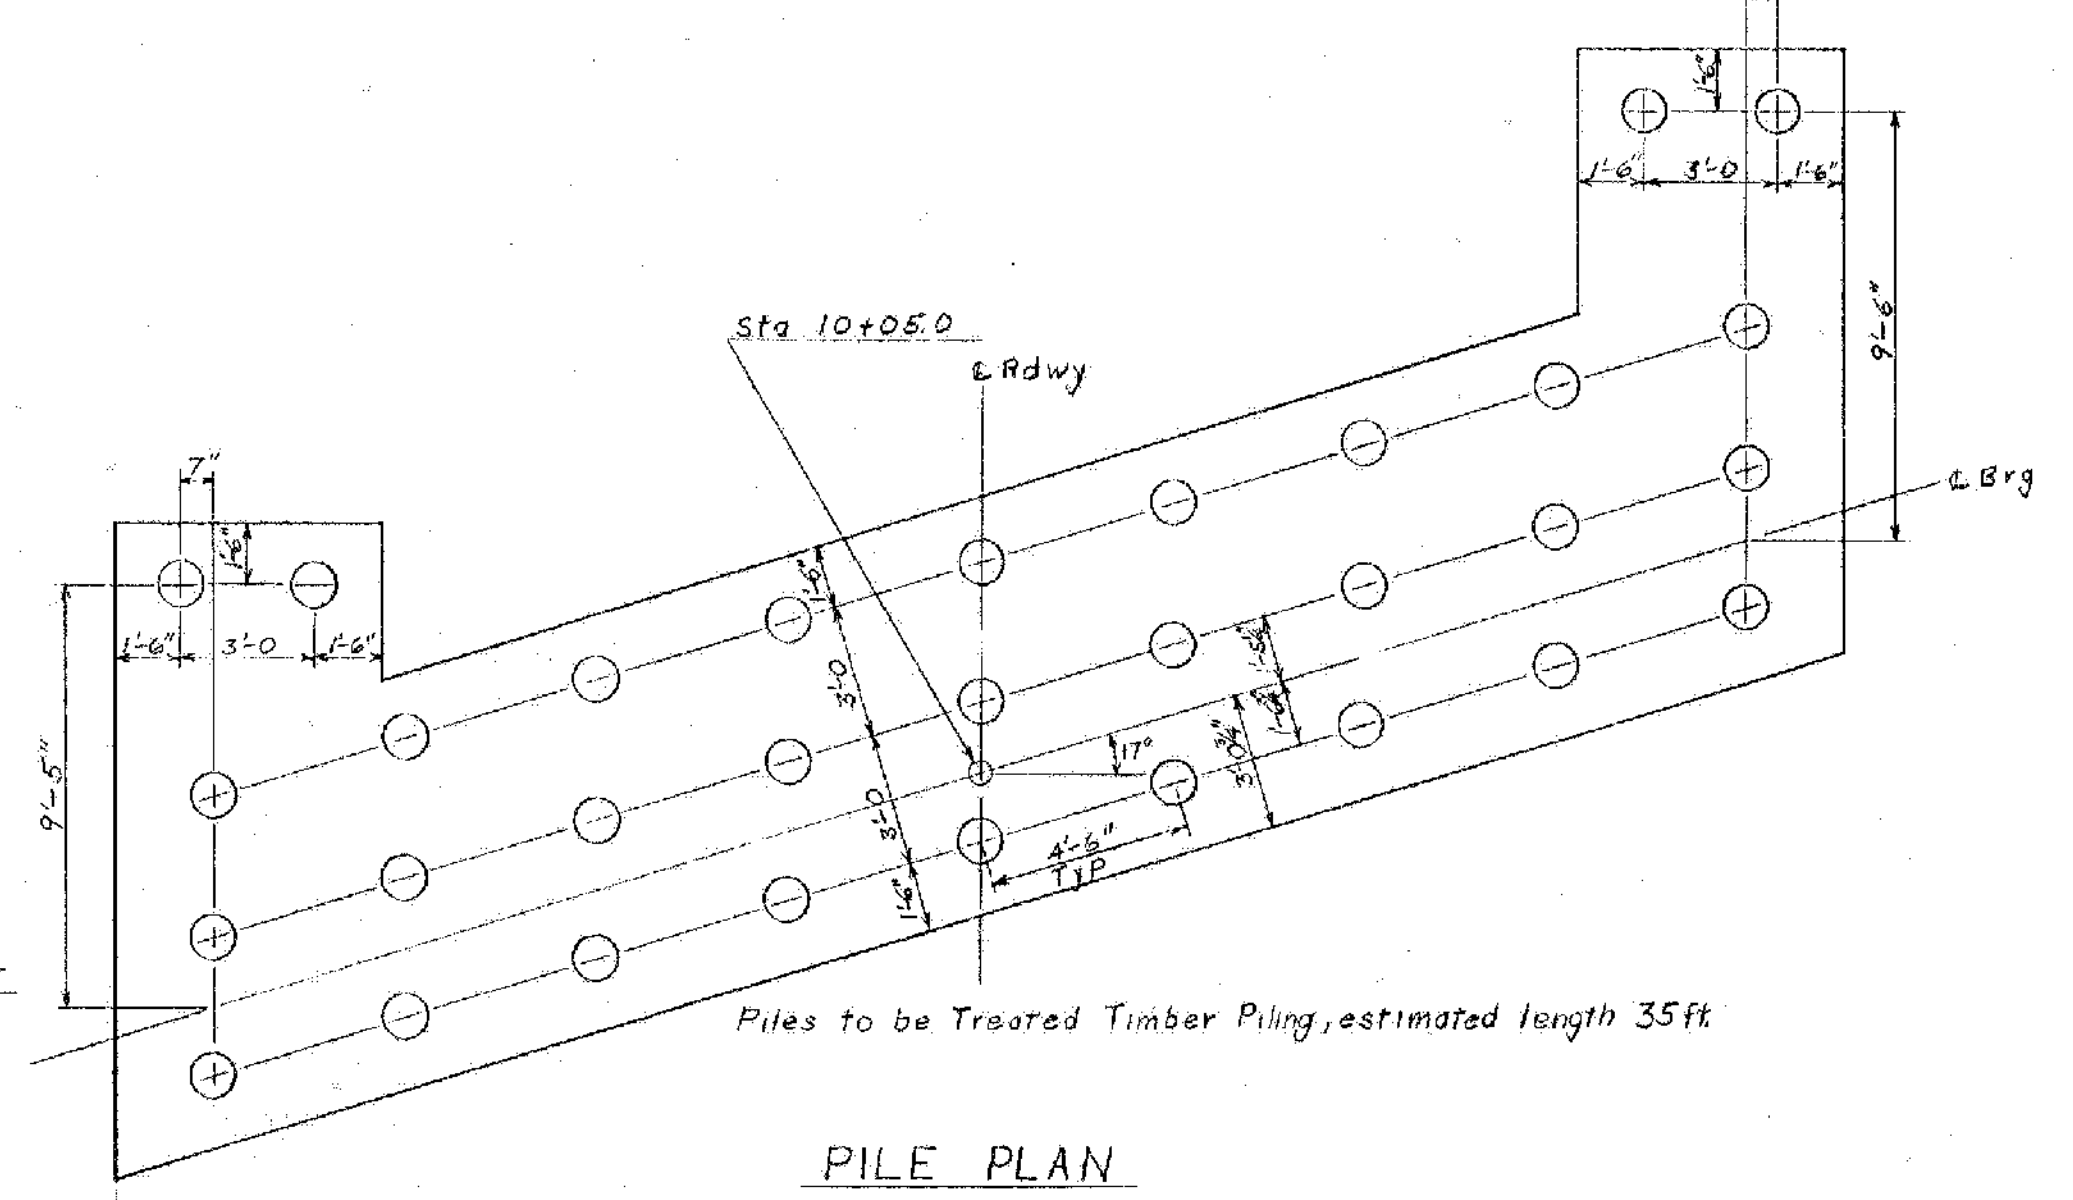 1'-6"
1'-6" 3'-0 1'-6"
9'-6"
Sta 10+05.0
℄ Rdwy
℄ Brg
7"
1'-6"
1'-6" 3'-0 1'-6"
9'-5"
1'-6"
3'-0
3'-0
1'-6"
17°
3'-0¾"
4'-6"
Typ
Piles to be Treated Timber Piling, estimated length 35 ft.
PILE PLAN